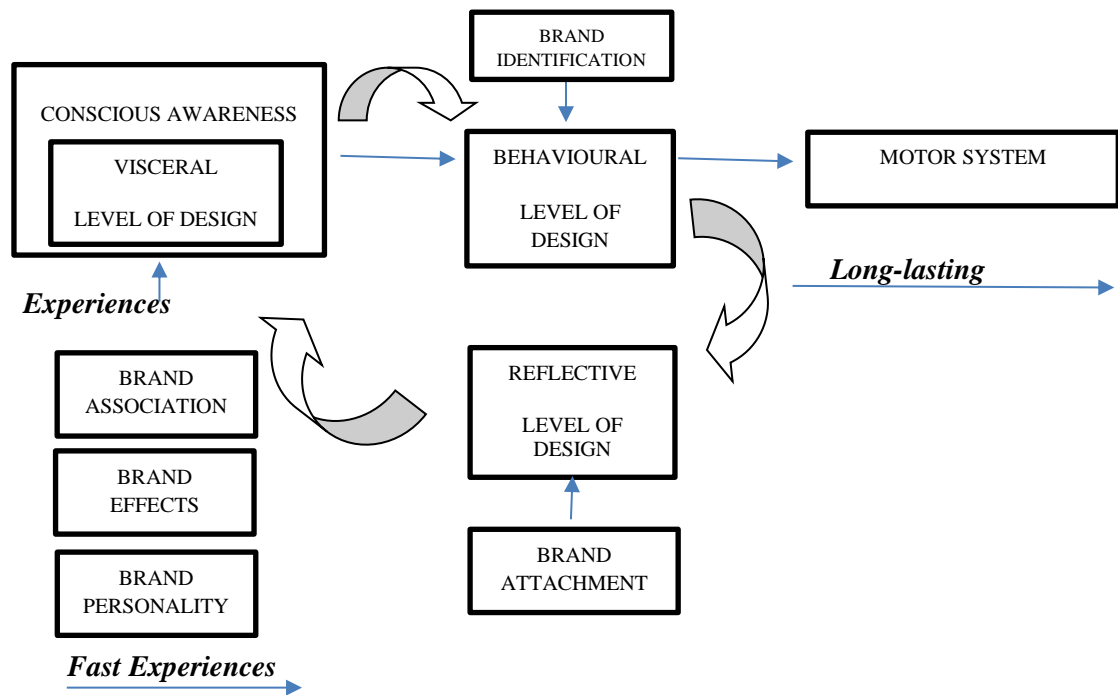 BRAND
IDENTIFICATION
CONSCIOUS AWARENESS
VISCERAL
LEVEL OF DESIGN
BEHAVIOURAL
LEVEL OF
DESIGN
MOTOR SYSTEM
Experiences
Long-lasting
BRAND
ASSOCIATION
BRAND
EFFECTS
BRAND
PERSONALITY
REFLECTIVE
LEVEL OF
DESIGN
BRAND
ATTACHMENT
Fast Experiences